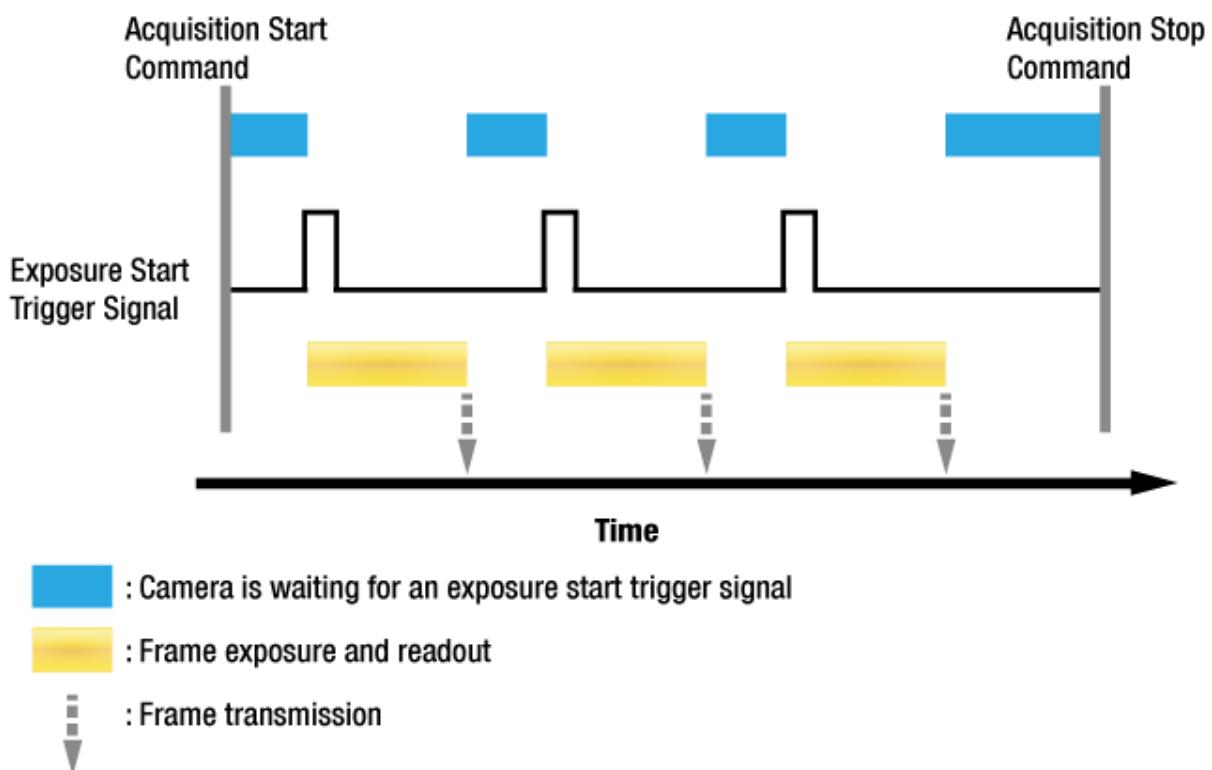 Acquisition Start
Command
Acquisition Stop
Command
Exposure Start
Trigger Signal
Time
: Camera is waiting for an exposure start trigger signal
: Frame exposure and readout
: Frame transmission